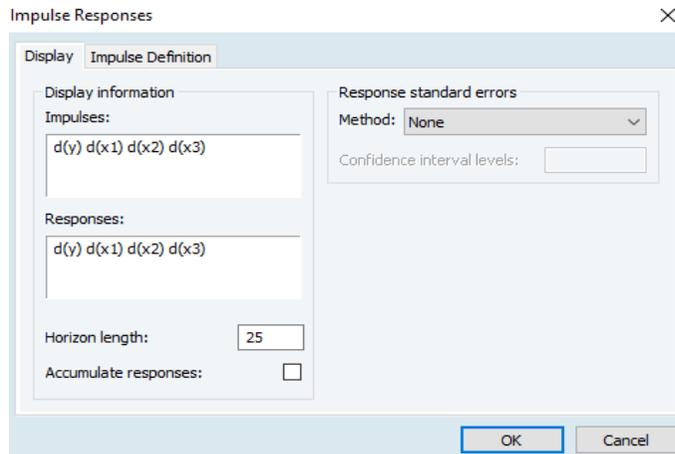 Impulse Responses
Display
Impulse Definition
Display information
Impulses:
d(y) d(x1) d(x2) d(x3)
Responses:
d(y) d(x1) d(x2) d(x3)
Horizon length: 25
Accumulate responses:
Response standard errors
Method: None
Confidence interval levels:
OK
Cancel